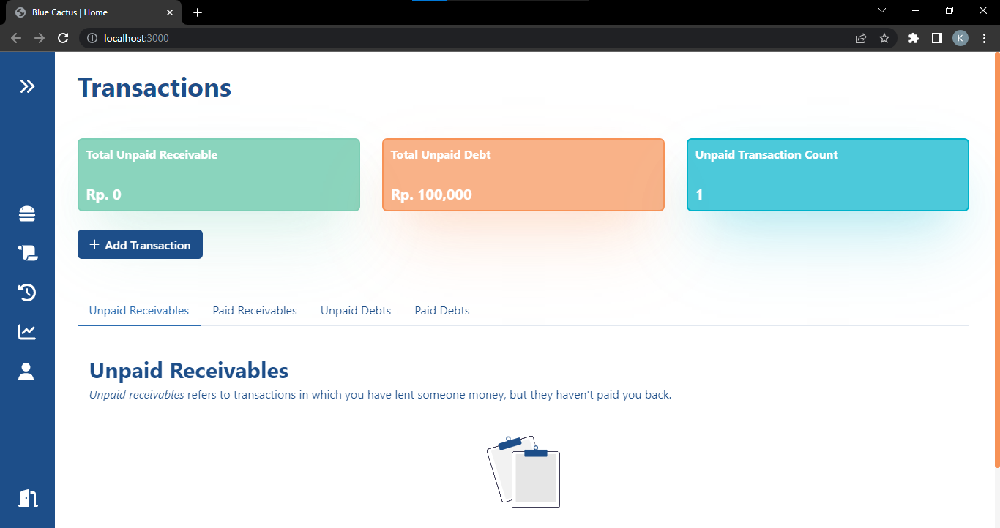 Blue Cactus | Home
localhost:3000
K
Transactions
Total Unpaid Receivable
Rp. 0
Total Unpaid Debt
Rp. 100,000
Unpaid Transaction Count
1
+ Add Transaction
Unpaid Receivables
Paid Receivables
Unpaid Debts
Paid Debts
Unpaid Receivables
Unpaid receivables refers to transactions in which you have lent someone money, but they haven't paid you back.